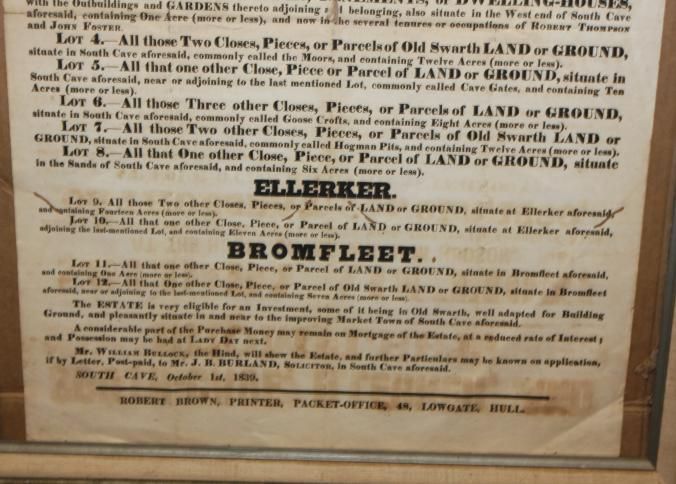 MENTS, or DWELLING-HOUSES,
with the Outbuildings and GARDENS thereto adjoining and belonging, also situate in the West end of South Cave
aforesaid, containing One Acre (more or less), and now in the several tenures or occupations of ROBERT THOMPSON
and JOHN FOSTER.
LOT 4.—All those Two Closes, Pieces, or Parcels of Old Swarth LAND or GROUND,
situate in South Cave aforesaid, commonly called the Moors, and containing Twelve Acres (more or less).
LOT 5.—All that one other Close, Piece or Parcel of LAND or GROUND, situate in
South Cave aforesaid, near or adjoining to the last mentioned Lot, commonly called Cave Gates, and containing Ten
Acres (more or less).
LOT 6.—All those Three other Closes, Pieces, or Parcels of LAND or GROUND,
situate in South Cave aforesaid, commonly called Goose Crofts, and containing Eight Acres (more or less).
LOT 7.—All those Two other Closes, Pieces, or Parcels of Old Swarth LAND or
GROUND, situate in South Cave aforesaid, commonly called Hogman Pits, and containing Twelve Acres (more or less).
LOT 8.—All that One other Close, Piece, or Parcel of LAND or GROUND, situate
in the Sands of South Cave aforesaid, and containing Six Acres (more or less).
ELLERKER.
LOT 9. All those Two other Closes, Pieces, or Parcels of LAND or GROUND, situate at Ellerker aforesaid,
and containing Fourteen Acres (more or less).
LOT 10.—All that one other Close, Piece, or Parcel of LAND or GROUND, situate at Ellerker aforesaid,
adjoining the last-mentioned Lot, and containing Eleven Acres (more or less).
BROMFLEET.
LOT 11.—All that one other Close, Piece, or Parcel of LAND or GROUND, situate in Bromfleet aforesaid,
and containing One Acre (more or less).
LOT 12.—All that One other Close, Piece, or Parcel of Old Swarth LAND or GROUND, situate in Bromfleet
aforesaid, near or adjoining to the last-mentioned Lot, and containing Seven Acres (more or less).
The ESTATE is very eligible for an Investment, some of it being in Old Swarth, well adapted for Building
Ground, and pleasantly situate in and near to the improving Market Town of South Cave aforesaid.
A considerable part of the Purchase Money may remain on Mortgage of the Estate, at a reduced rate of Interest;
and Possession may be had at LADY DAY next.
Mr. WILLIAM BULLOCK, the Hind, will shew the Estate, and further Particulars may be known on application,
if by Letter, Post-paid, to Mr. J. B. BURLAND, SOLICITOR, in South Cave aforesaid.
SOUTH CAVE, October 1st, 1839.
ROBERT BROWN, PRINTER, PACKET-OFFICE, 48, LOWGATE, HULL.